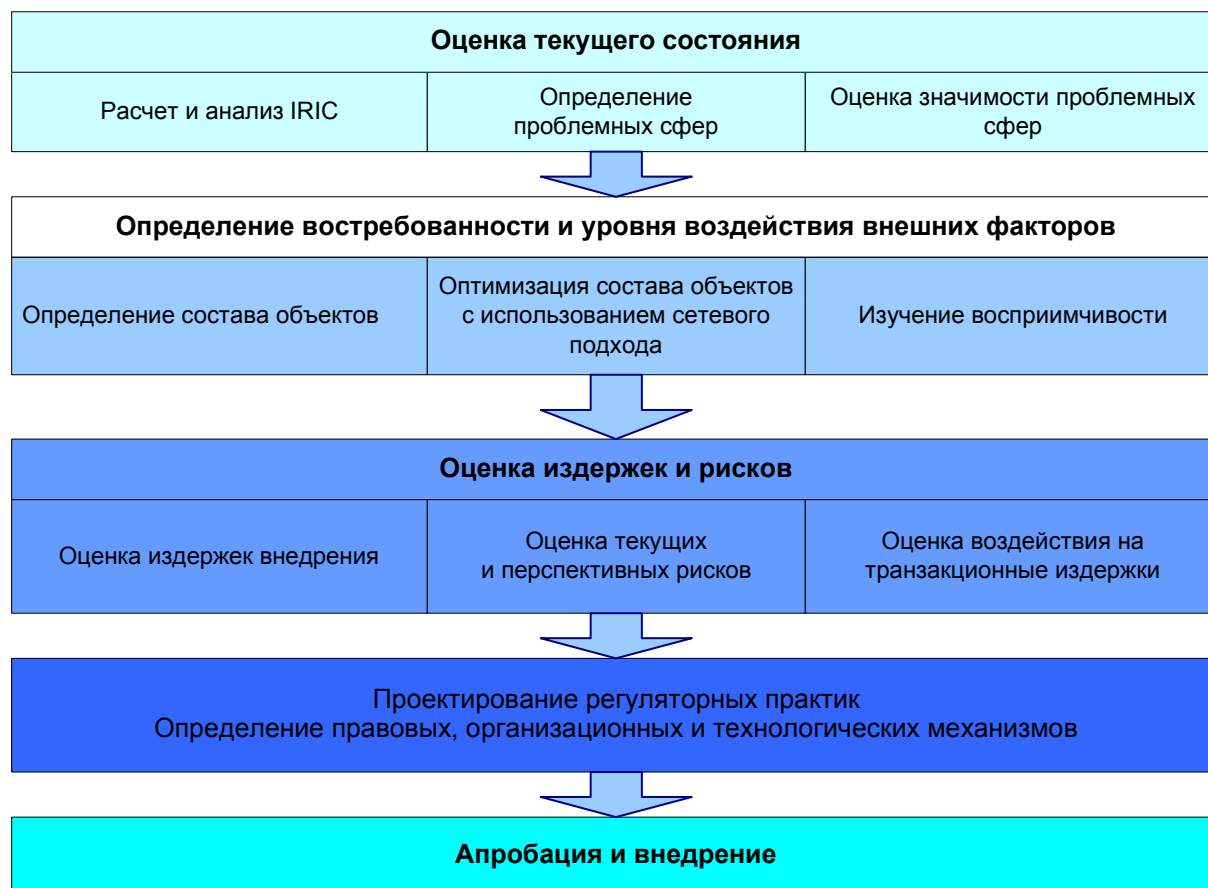 Оценка текущего состояния
Расчет и анализ IRIC
Определение
проблемных сфер
Оценка значимости проблемных
сфер
Определение востребованности и уровня воздействия внешних факторов
Определение состава объектов
Оптимизация состава объектов
с использованием сетевого
подхода
Изучение восприимчивости
Оценка издержек и рисков
Оценка издержек внедрения
Оценка текущих
и перспективных рисков
Оценка воздействия на
транзакционные издержки
Проектирование регуляторных практик
Определение правовых, организационных и технологических механизмов
Апробация и внедрение